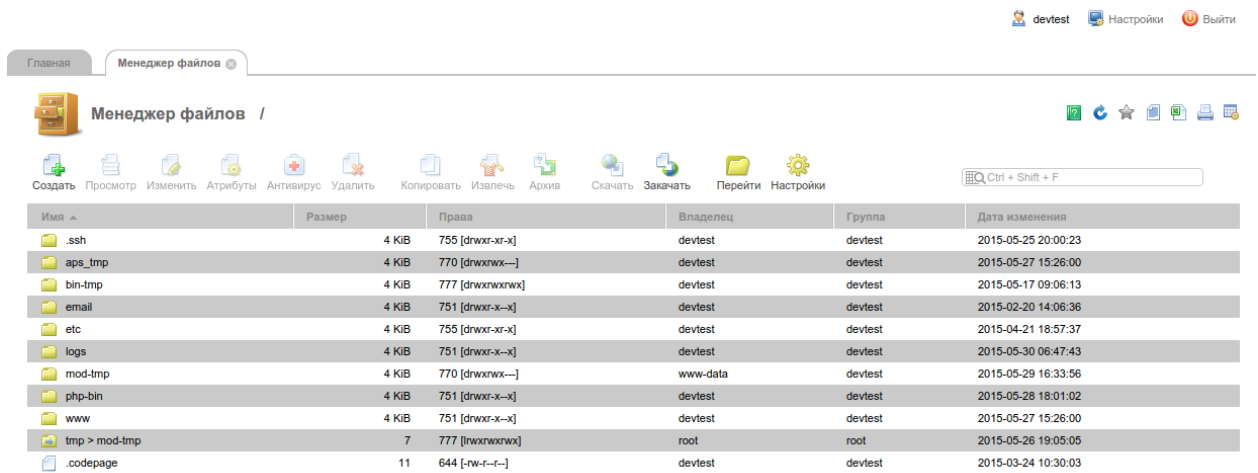 devtest Настройки Выйти
Главная Менеджер файлов
Менеджер файлов /
Создать Просмотр Изменить Атрибуты Антивирус Удалить Копировать Извлечь Архив Скачать Закачать Перейти Настройки Ctrl + Shift + F
Имя Размер Права Владелец Группа Дата изменения
.ssh 4 KiB 755 [drwxr-xr-x] devtest devtest 2015-05-25 20:00:23
aps_tmp 4 KiB 770 [drwxrwx---] devtest devtest 2015-05-27 15:26:00
bin-tmp 4 KiB 777 [drwxrwxrwx] devtest devtest 2015-05-17 09:06:13
email 4 KiB 751 [drwxr-x--x] devtest devtest 2015-02-20 14:06:36
etc 4 KiB 755 [drwxr-xr-x] devtest devtest 2015-04-21 18:57:37
logs 4 KiB 751 [drwxr-x--x] devtest devtest 2015-05-30 06:47:43
mod-tmp 4 KiB 770 [drwxrwx---] www-data devtest 2015-05-29 16:33:56
php-bin 4 KiB 751 [drwxr-x--x] devtest devtest 2015-05-28 18:01:02
www 4 KiB 751 [drwxr-x--x] devtest devtest 2015-05-27 15:26:00
tmp > mod-tmp 7 777 [lrwxrwxrwx] root root 2015-05-26 19:05:05
.codepage 11 644 [-rw-r--r--] devtest devtest 2015-03-24 10:30:03